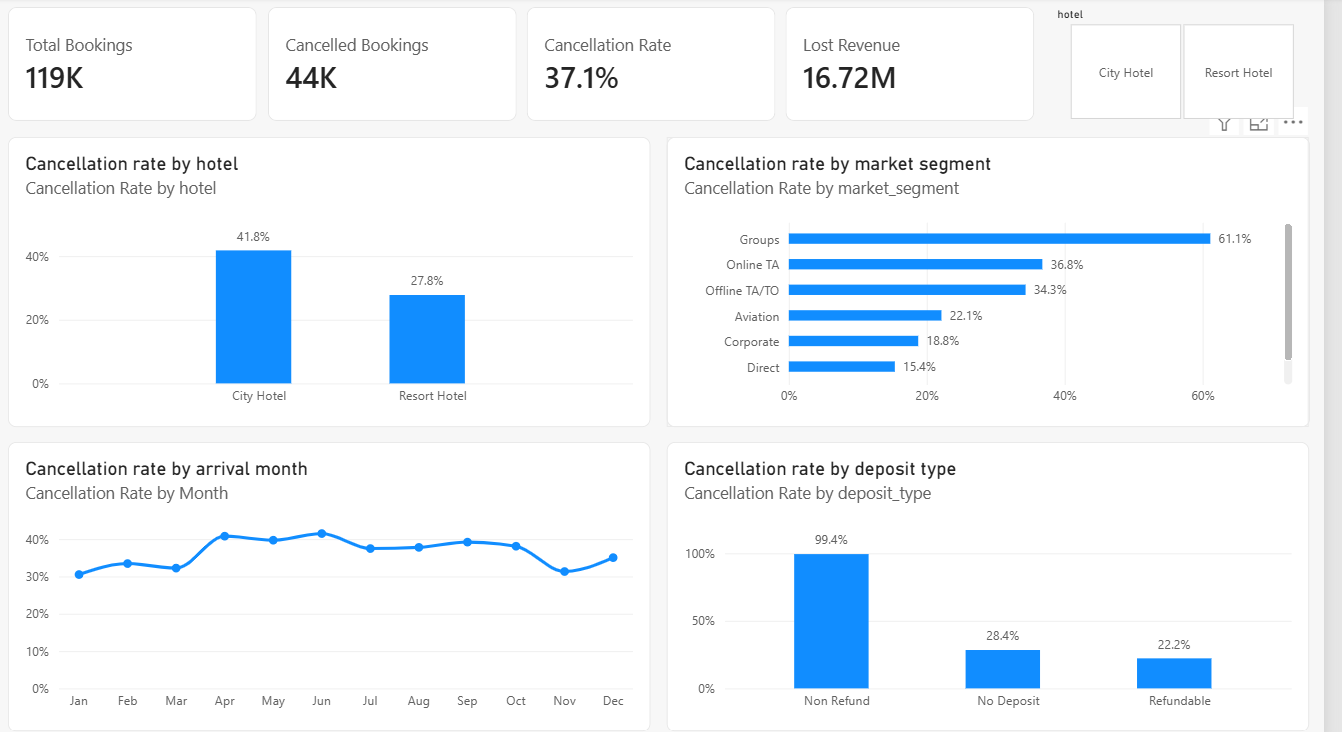 Total Bookings
119K
Cancelled Bookings
44K
Cancellation Rate
37.1%
Lost Revenue
16.72M
hotel
City Hotel
Resort Hotel
Cancellation rate by hotel
Cancellation Rate by hotel
40%
20%
0%
41.8%
27.8%
City Hotel
Resort Hotel
Cancellation rate by market segment
Cancellation Rate by market_segment
Groups
61.1%
Online TA
36.8%
Offline TA/TO
34.3%
Aviation
22.1%
Corporate
18.8%
Direct
15.4%
0%
20%
40%
60%
Cancellation rate by arrival month
Cancellation Rate by Month
40%
30%
20%
10%
0%
Jan
Feb
Mar
Apr
May
Jun
Jul
Aug
Sep
Oct
Nov
Dec
Cancellation rate by deposit type
Cancellation Rate by deposit_type
100%
50%
0%
99.4%
28.4%
22.2%
Non Refund
No Deposit
Refundable